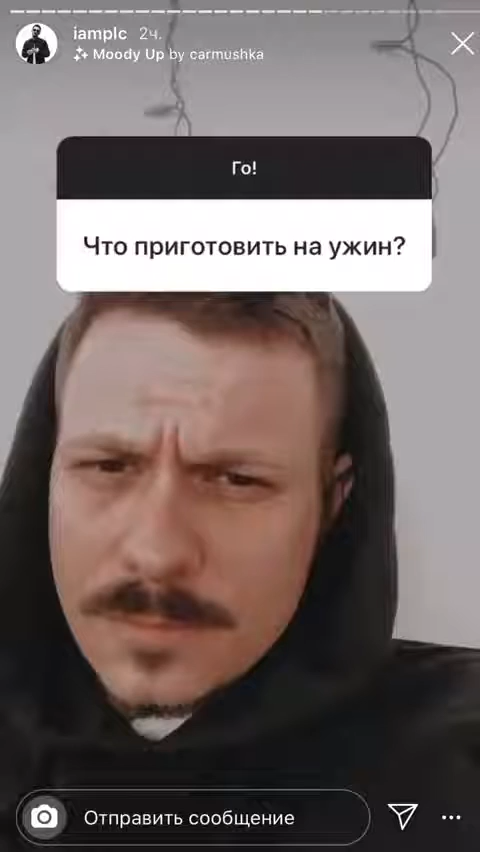 iamplc 2ч.
Moody Up by carmushka
Го!
Что приготовить на ужин?
Отправить сообщение